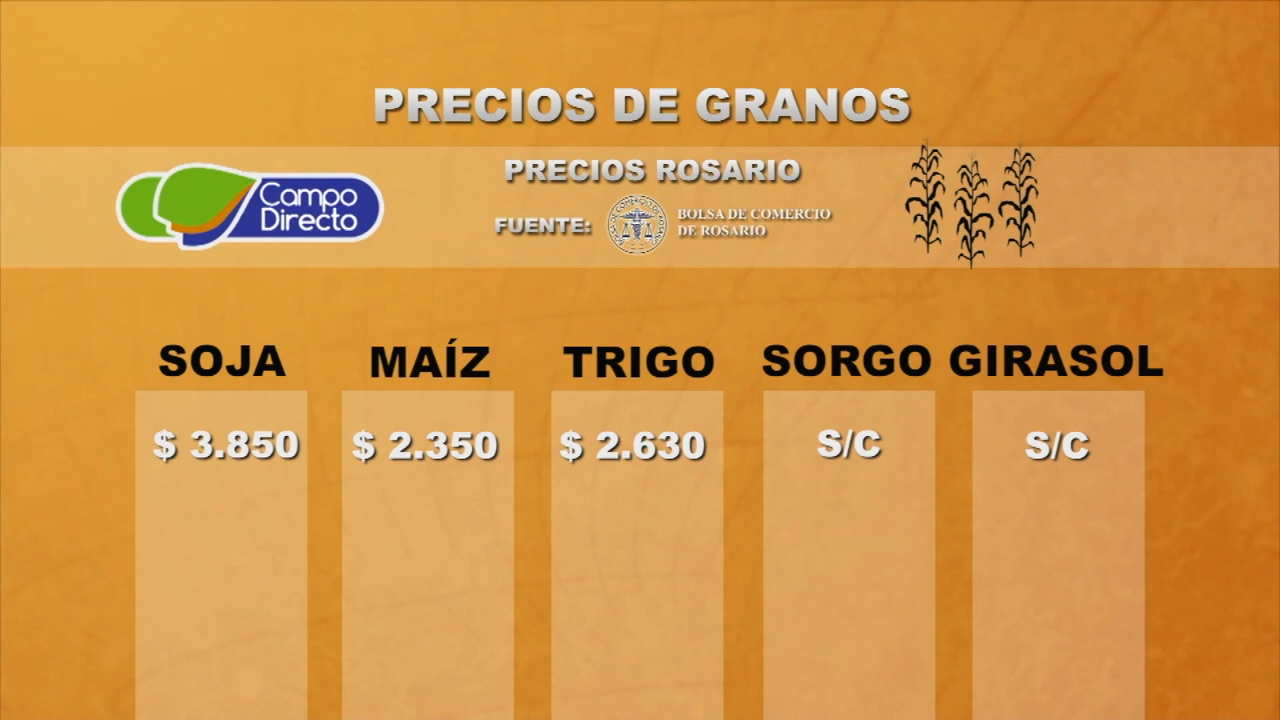 PRECIOS DE GRANOS
Campo
Directo
PRECIOS ROSARIO
FUENTE:
BOLSA DE COMERCIO
DE ROSARIO
SOJA MAÍZ TRIGO SORGO GIRASOL
$ 3.850 $ 2.350 $ 2.630 S/C S/C